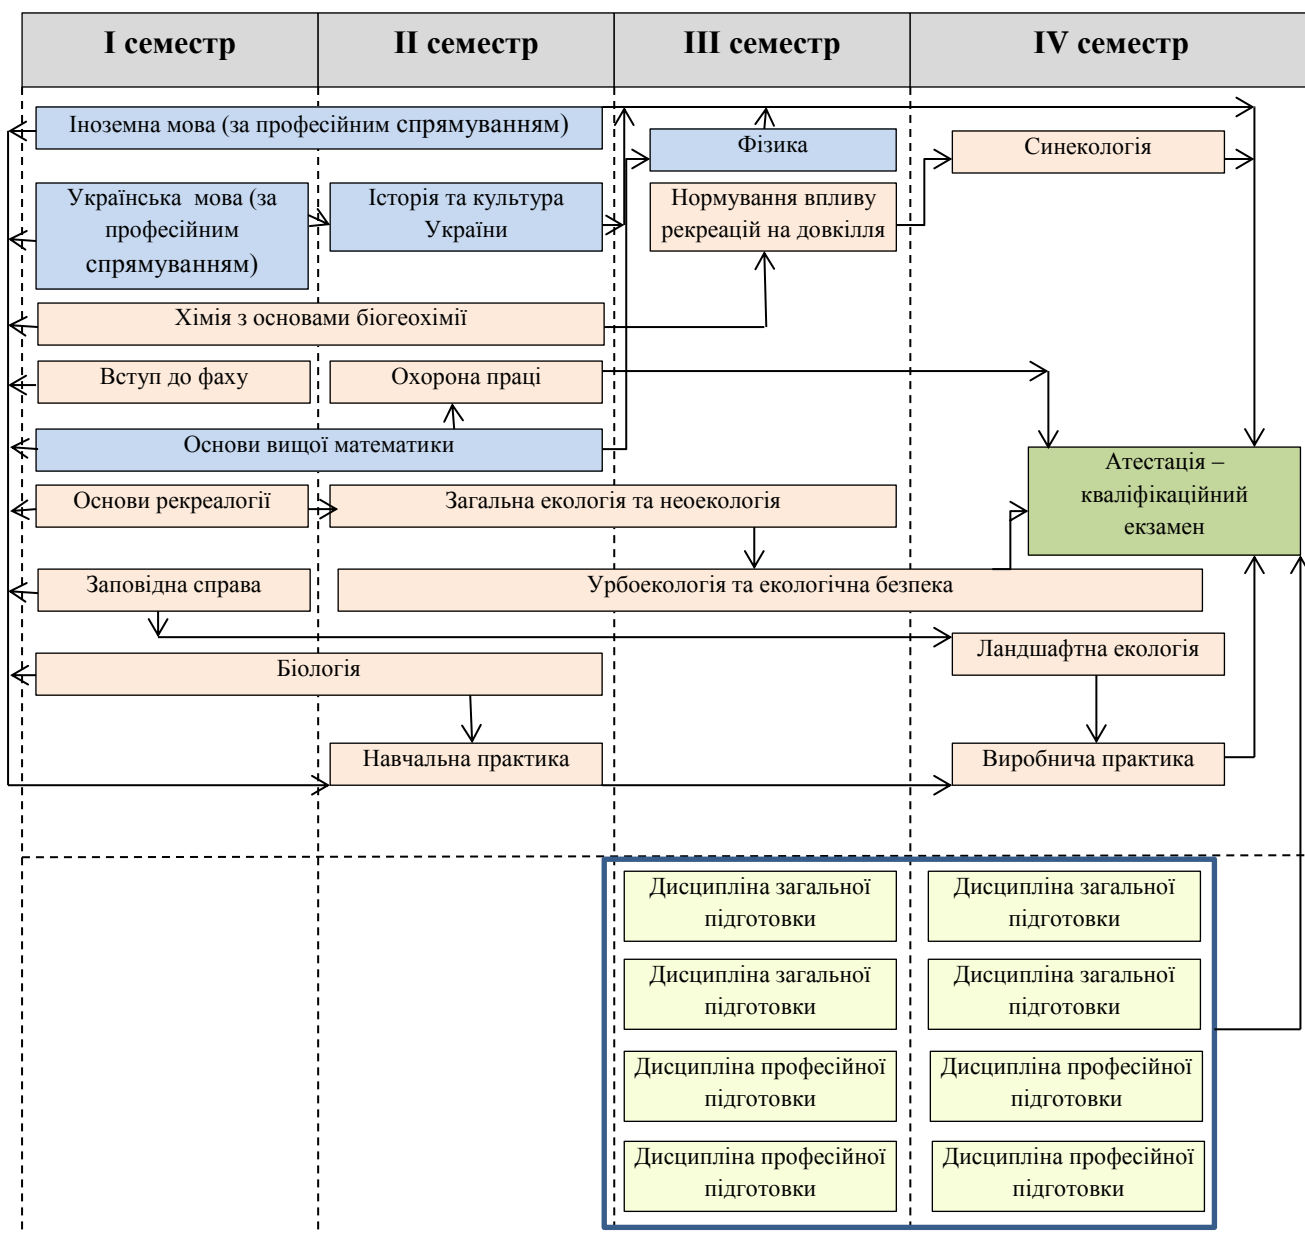 I семестр
II семестр
III семестр
IV семестр
Іноземна мова (за професійним спрямуванням)
Фізика
Синекологія
Українська мова (за
професійним
спрямуванням)
Історія та культура
України
Нормування впливу
рекреацій на довкілля
Хімія з основами біогеохімії
Вступ до фаху
Охорона праці
Основи вищої математики
Атестація –
кваліфікаційний
екзамен
Основи рекреалогії
Загальна екологія та неоекологія
Заповідна справа
Урбоекологія та екологічна безпека
Ландшафтна екологія
Біологія
Навчальна практика
Виробнича практика
Дисципліна загальної
підготовки
Дисципліна загальної
підготовки
Дисципліна загальної
підготовки
Дисципліна загальної
підготовки
Дисципліна професійної
підготовки
Дисципліна професійної
підготовки
Дисципліна професійної
підготовки
Дисципліна професійної
підготовки